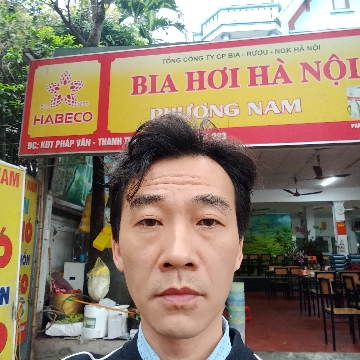 TỔNG CÔNG TY CP BIA - RƯỢU - NGK HÀ NỘI
HABECO
BIA HƠI HÀ NỘI
PHƯƠNG NAM
ĐC: KĐT PHÁP VÂN - THANH
AM